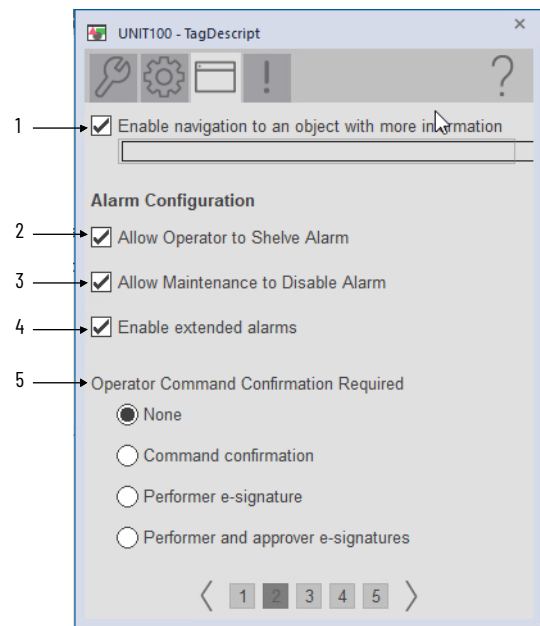 UNIT100 - TagDescript
×
!
?
1
Enable navigation to an object with more information
Alarm Configuration
2
Allow Operator to Shelve Alarm
3
Allow Maintenance to Disable Alarm
4
Enable extended alarms
5
Operator Command Confirmation Required
None
Command confirmation
Performer e-signature
Performer and approver e-signatures
1 2 3 4 5